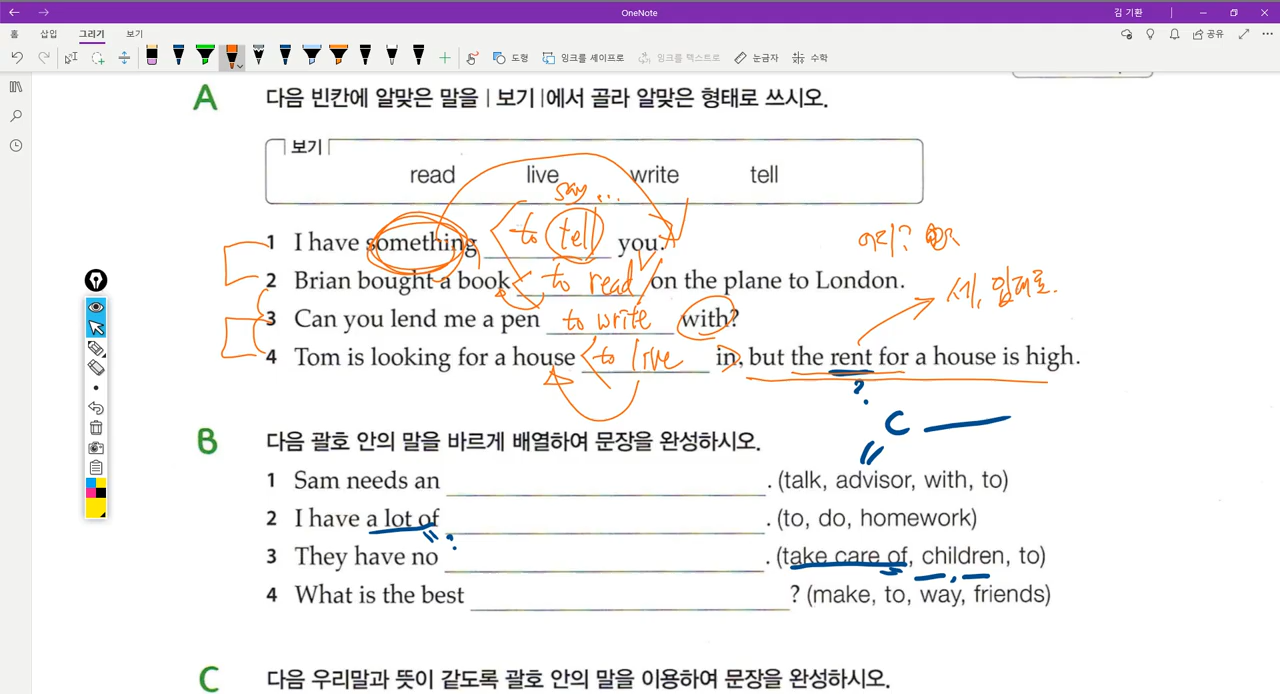 OneNote
김 기환
홈 삽입 그리기 보기
공유
도형 잉크를 셰이프로 잉크를 텍스트로 눈금자 수학
A 다음 빈칸에 알맞은 말을 | 보기 |에서 골라 알맞은 형태로 쓰시오.
보기
read live write tell
say...
1 I have something to tell you.
2 Brian bought a book to read on the plane to London.
세, 임대료.
3 Can you lend me a pen to write with?
4 Tom is looking for a house to live in, but the rent for a house is high.
?
C
B 다음 괄호 안의 말을 바르게 배열하여 문장을 완성하시오.
1 Sam needs an . (talk, advisor, with, to)
2 I have a lot of . (to, do, homework)
?
3 They have no . (take care of, children, to)
4 What is the best ? (make, to, way, friends)
C 다음 우리말과 뜻이 같도록 괄호 안의 말을 이용하여 문장을 완성하시오.